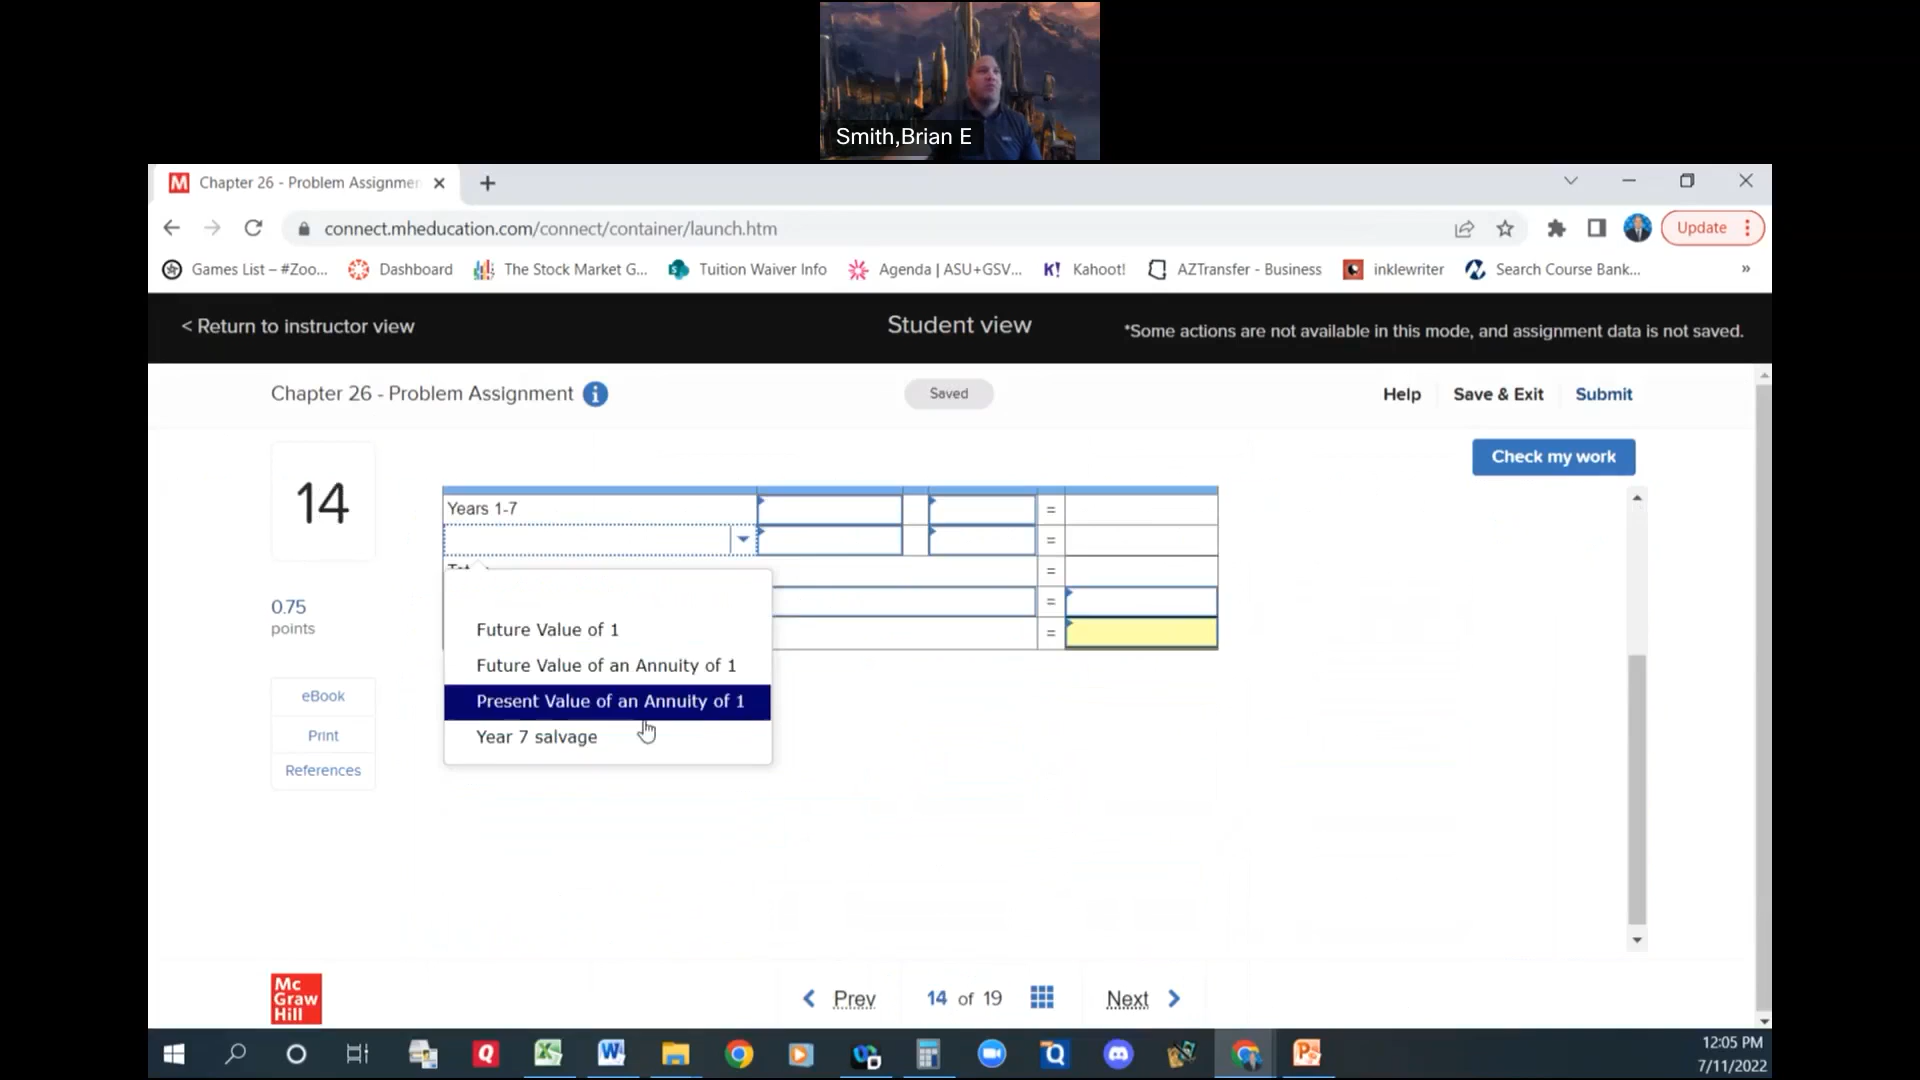 Smith,Brian E
Chapter 26 - Problem Assignmen
connect.mheducation.com/connect/container/launch.htm
Update
Games List – #Zoo...
Dashboard
The Stock Market G...
Tuition Waiver Info
Agenda | ASU+GSV...
K! Kahoot!
AZTransfer - Business
inklewriter
Search Course Bank...
»
< Return to instructor view
Student view
*Some actions are not available in this mode, and assignment data is not saved.
Chapter 26 - Problem Assignment
Saved
Help
Save & Exit
Submit
14
Check my work
Years 1-7
=
=
=
=
=
0.75
points
Future Value of 1
Future Value of an Annuity of 1
Present Value of an Annuity of 1
Year 7 salvage
eBook
Print
References
Mc
Graw
Hill
Prev
14 of 19
Next
12:05 PM
7/11/2022